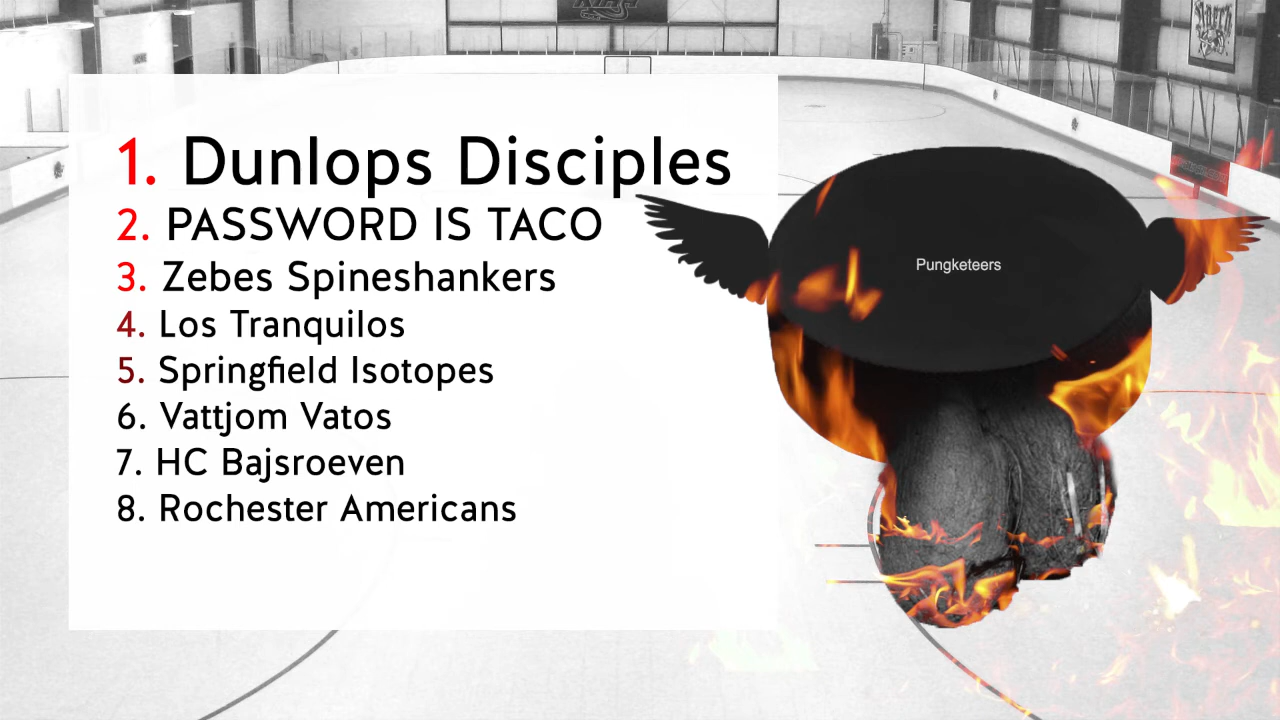 1. Dunlops Disciples
2. PASSWORD IS TACO
3. Zebes Spineshankers
4. Los Tranquilos
5. Springfield Isotopes
6. Vattjom Vatos
7. HC Bajsroeven
8. Rochester Americans
Pungketeers